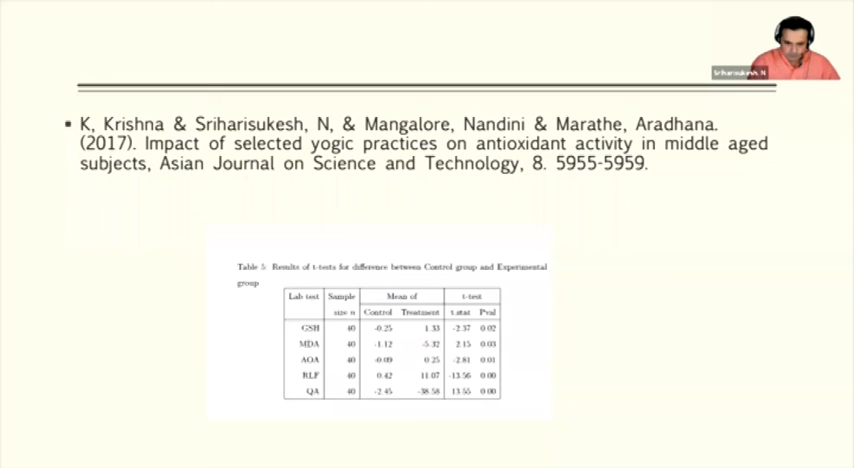 Sriharisukesh, N
▪ K, Krishna & Sriharisukesh, N, & Mangalore, Nandini & Marathe, Aradhana.
(2017). Impact of selected yogic practices on antioxidant activity in middle aged
subjects, Asian Journal on Science and Technology, 8. 5955-5959.
Table 5: Results of t-tests for difference between Control group and Experimental
group
Lab test Sample Mean of t-test
size n Control Treatment t.stat P.val
GSH 40 -0.25 1.33 -2.37 0.02
MDA 40 -1.12 -5.32 2.15 0.03
AOA 40 -0.09 0.25 -2.81 0.01
RLF 40 0.42 11.07 -13.56 0.00
QA 40 -2.45 -38.58 13.55 0.00